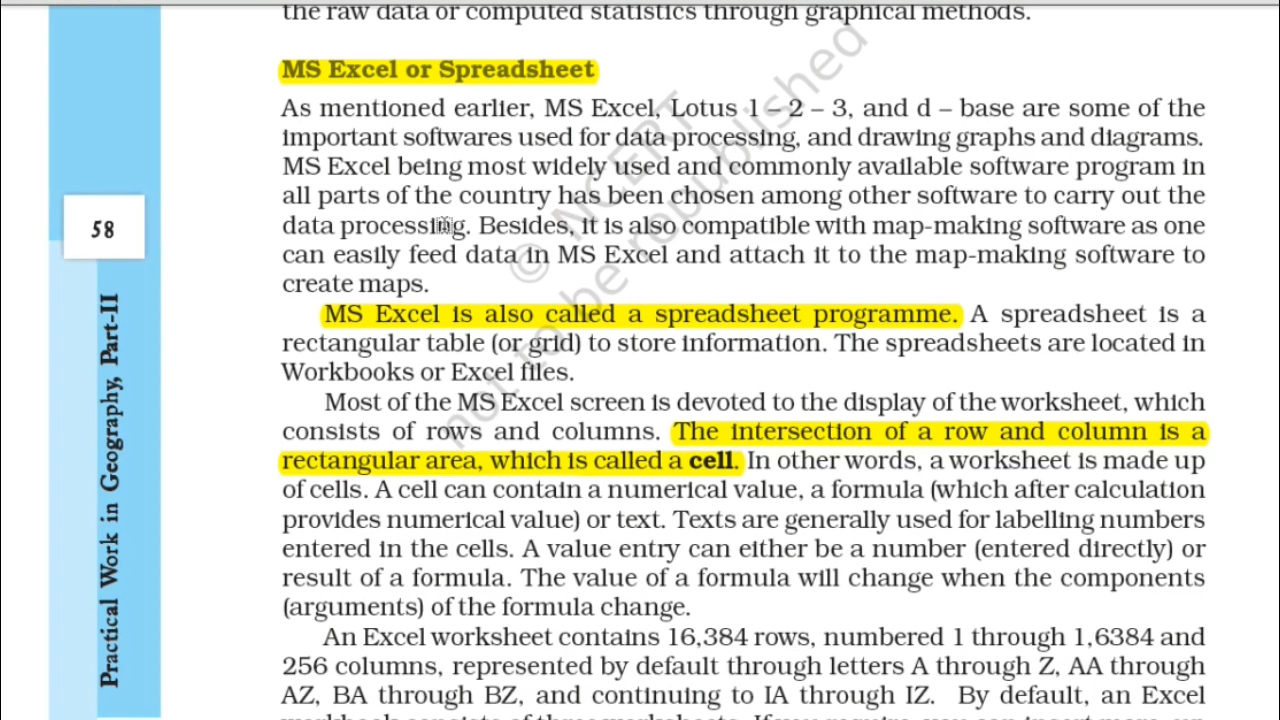 the raw data or computed statistics through graphical methods.
MS Excel or Spreadsheet
As mentioned earlier, MS Excel, Lotus 1 – 2 – 3, and d – base are some of the
important softwares used for data processing, and drawing graphs and diagrams.
MS Excel being most widely used and commonly available software program in
all parts of the country has been chosen among other software to carry out the
data processing. Besides, it is also compatible with map-making software as one
can easily feed data in MS Excel and attach it to the map-making software to
create maps.
MS Excel is also called a spreadsheet programme. A spreadsheet is a
rectangular table (or grid) to store information. The spreadsheets are located in
Workbooks or Excel files.
Most of the MS Excel screen is devoted to the display of the worksheet, which
consists of rows and columns. The intersection of a row and column is a
rectangular area, which is called a cell. In other words, a worksheet is made up
of cells. A cell can contain a numerical value, a formula (which after calculation
provides numerical value) or text. Texts are generally used for labelling numbers
entered in the cells. A value entry can either be a number (entered directly) or
result of a formula. The value of a formula will change when the components
(arguments) of the formula change.
An Excel worksheet contains 16,384 rows, numbered 1 through 1,6384 and
256 columns, represented by default through letters A through Z, AA through
AZ, BA through BZ, and continuing to IA through IZ. By default, an Excel
58
Practical Work in Geography, Part-II
© NCERT
not to be republished